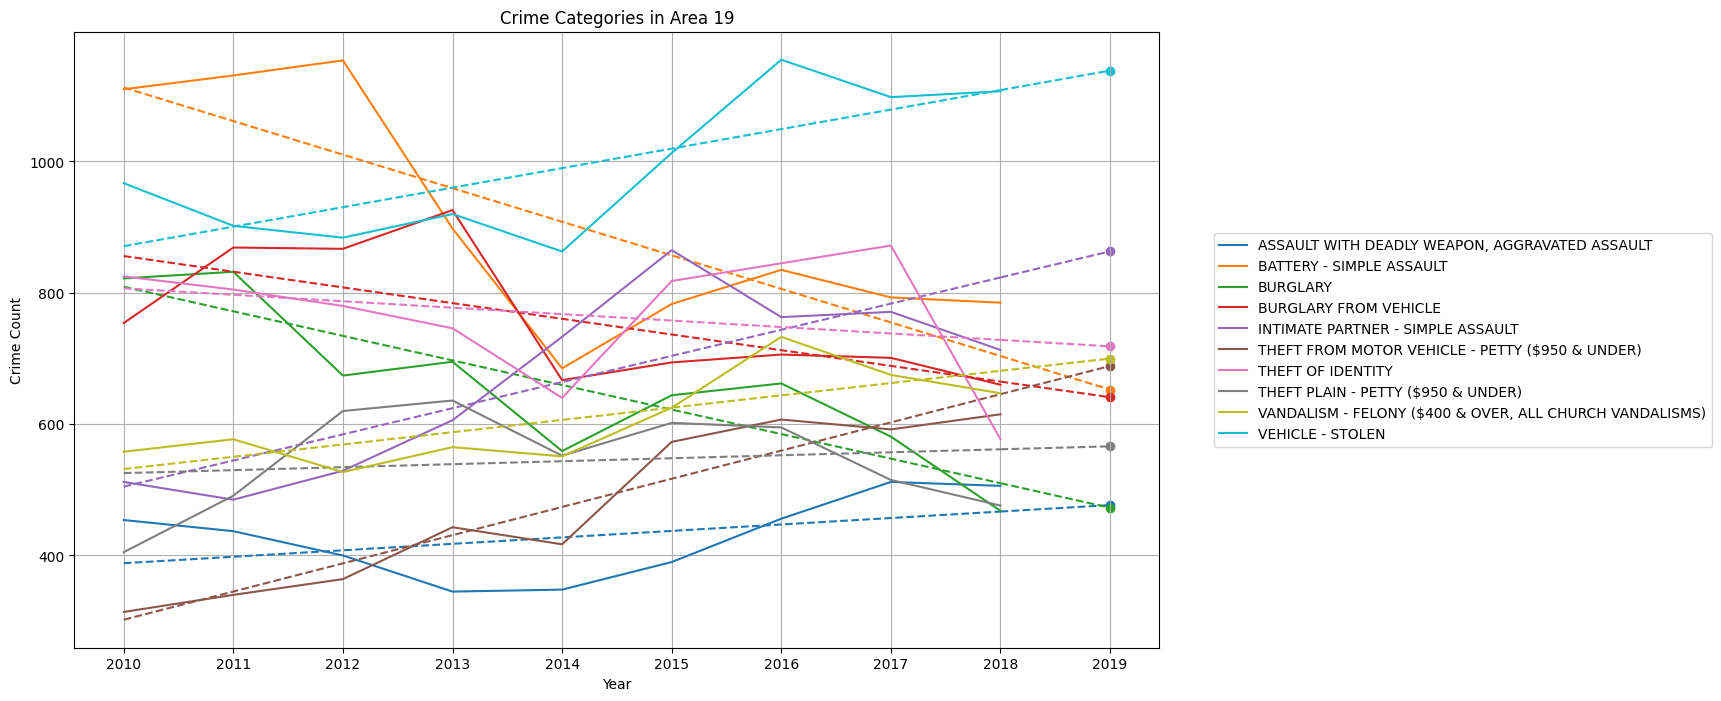 Crime Categories in Area 19
Crime Count
1000
800
600
400
2010 2011 2012 2013 2014 2015 2016 2017 2018 2019
Year
ASSAULT WITH DEADLY WEAPON, AGGRAVATED ASSAULT
BATTERY - SIMPLE ASSAULT
BURGLARY
BURGLARY FROM VEHICLE
INTIMATE PARTNER - SIMPLE ASSAULT
THEFT FROM MOTOR VEHICLE - PETTY ($950 & UNDER)
THEFT OF IDENTITY
THEFT PLAIN - PETTY ($950 & UNDER)
VANDALISM - FELONY ($400 & OVER, ALL CHURCH VANDALISMS)
VEHICLE - STOLEN